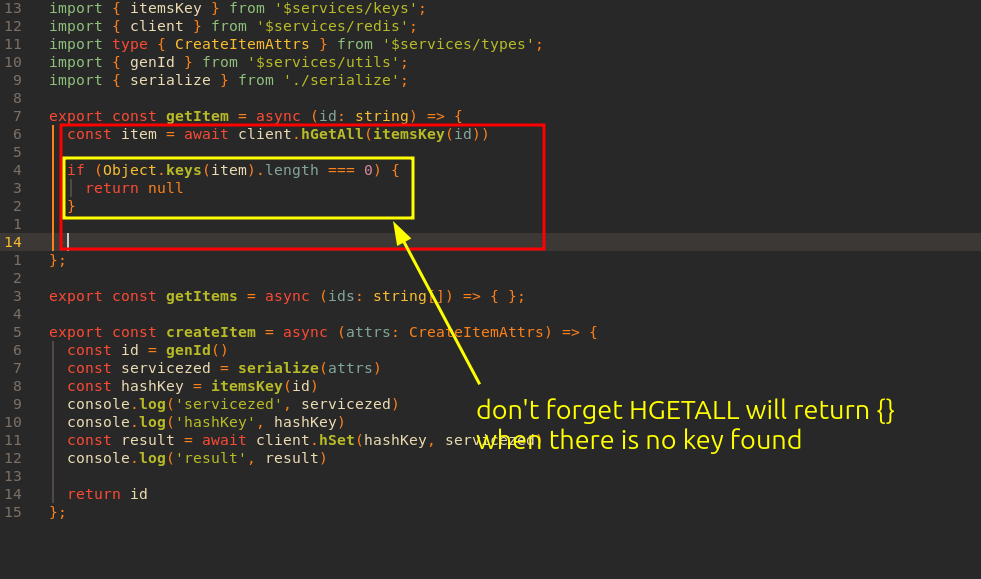 13 import { itemsKey } from '$services/keys';
12 import { client } from '$services/redis';
11 import type { CreateItemAttrs } from '$services/types';
10 import { genId } from '$services/utils';
9 import { serialize } from './serialize';
8
7 export const getItem = async (id: string) => {
6 const item = await client.hGetAll(itemsKey(id))
5
4 if (Object.keys(item).length === 0) {
3 return null
2 }
1
14
1 };
2
3 export const getItems = async (ids: string[]) => { };
4
5 export const createItem = async (attrs: CreateItemAttrs) => {
6 const id = genId()
7 const servicezed = serialize(attrs)
8 const hashKey = itemsKey(id)
9 console.log('servicezed', servicezed)
10 console.log('hashKey', hashKey)
11 const result = await client.hSet(hashKey, servicezed)
12 console.log('result', result)
13
14 return id
15 };
don't forget HGETALL will return {}
when there is no key found